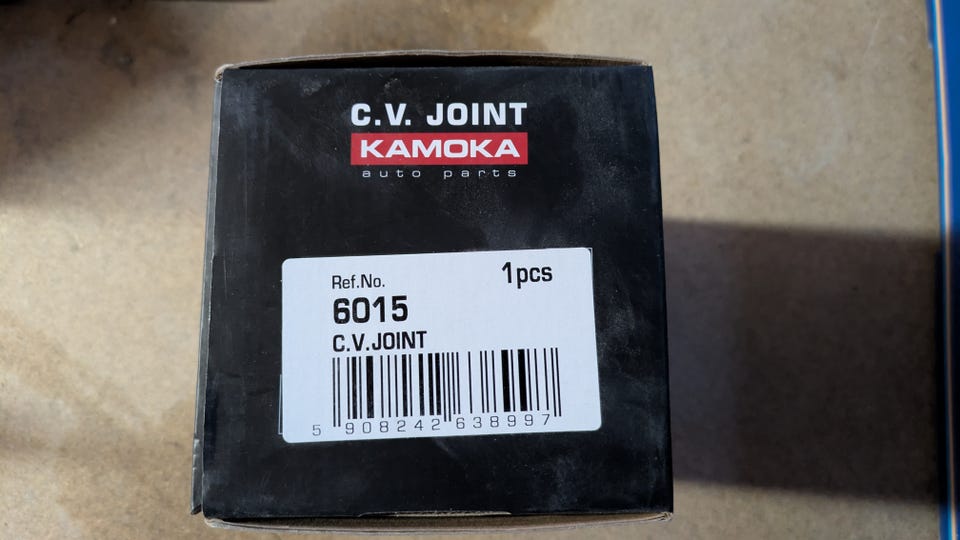 C.V. JOINT
KAMOKA
auto parts
Ref.No. 1pcs
6015
C.V.JOINT
5 908242 638997